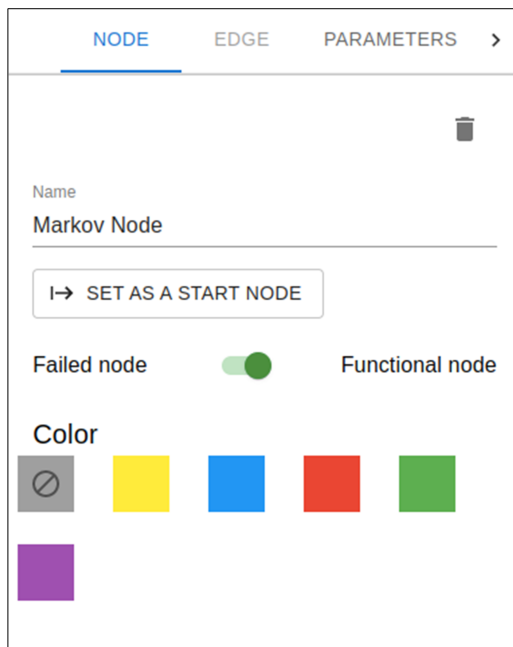 NODE EDGE PARAMETERS
Name
Markov Node
SET AS A START NODE
Failed node Functional node
Color